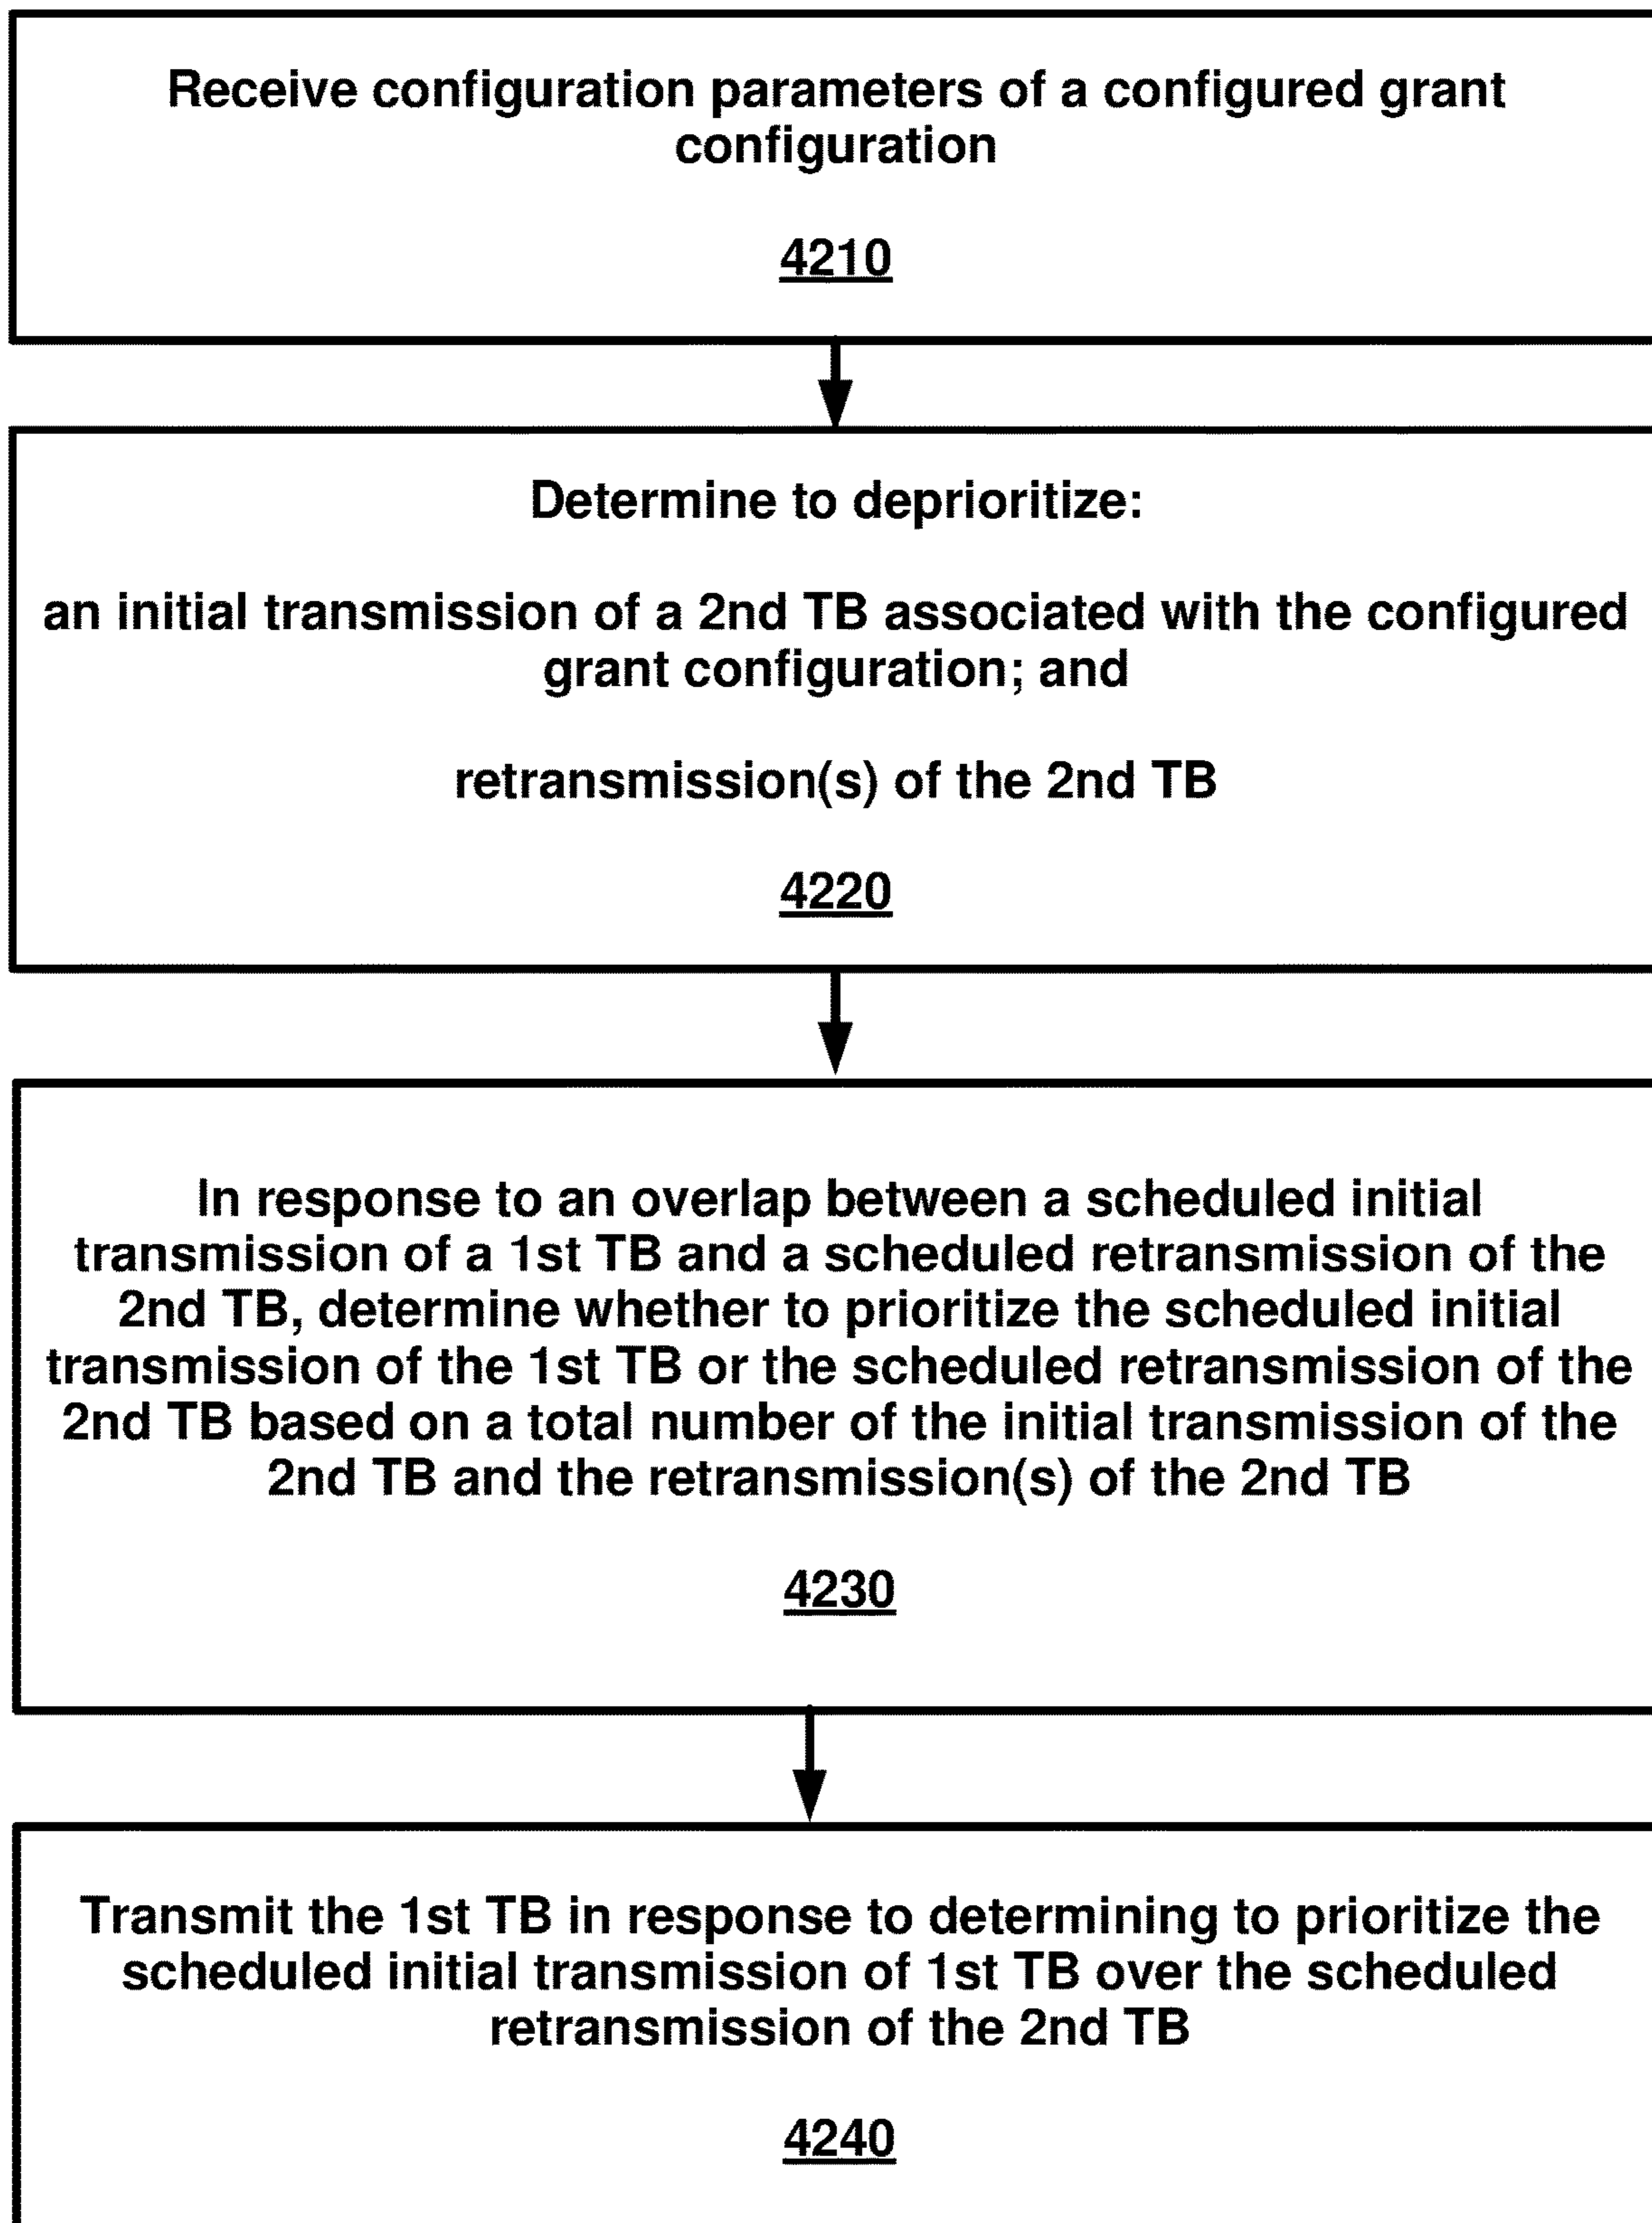 Receive configuration parameters of a configured grant
configuration
4210
Determine to deprioritize:
an initial transmission of a 2nd TB associated with the configured
grant configuration; and
retransmission(s) of the 2nd TB
4220
In response to an overlap between a scheduled initial
transmission of a 1st TB and a scheduled retransmission of the
2nd TB, determine whether to prioritize the scheduled initial
transmission of the 1st TB or the scheduled retransmission of the
2nd TB based on a total number of the initial transmission of the
2nd TB and the retransmission(s) of the 2nd TB
4230
Transmit the 1st TB in response to determining to prioritize the
scheduled initial transmission of 1st TB over the scheduled
retransmission of the 2nd TB
4240